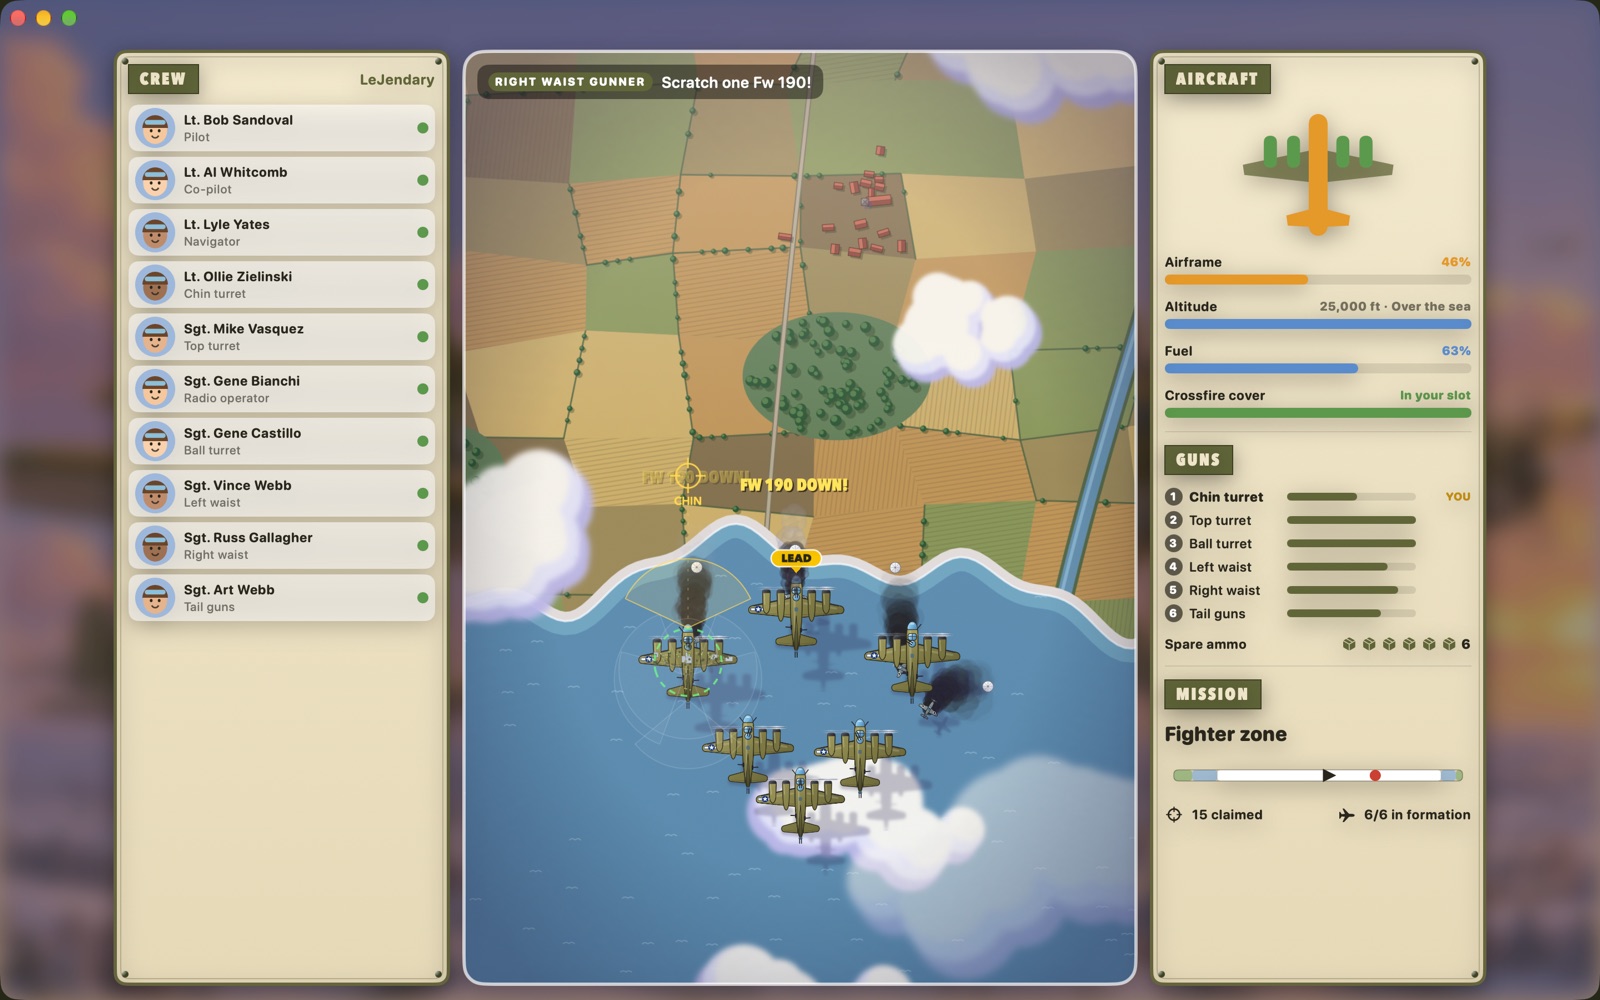 CREW
LeJendary
Lt. Bob Sandoval
Pilot
Lt. Al Whitcomb
Co-pilot
Lt. Lyle Yates
Navigator
Lt. Ollie Zielinski
Chin turret
Sgt. Mike Vasquez
Top turret
Sgt. Gene Bianchi
Radio operator
Sgt. Gene Castillo
Ball turret
Sgt. Vince Webb
Left waist
Sgt. Russ Gallagher
Right waist
Sgt. Art Webb
Tail guns
RIGHT WAIST GUNNER Scratch one Fw 190!
FW 190 DOWN!
FW 190 DOWN!
CHIN
LEAD
AIRCRAFT
Airframe 46%
Altitude 25,000 ft · Over the sea
Fuel 63%
Crossfire cover In your slot
GUNS
1 Chin turret YOU
2 Top turret
3 Ball turret
4 Left waist
5 Right waist
6 Tail guns
Spare ammo 6
MISSION
Fighter zone
15 claimed 6/6 in formation